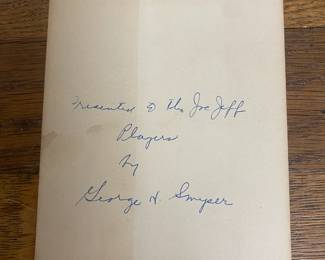 Presented to the Joe Jeff
Players
by
George H. Smyser